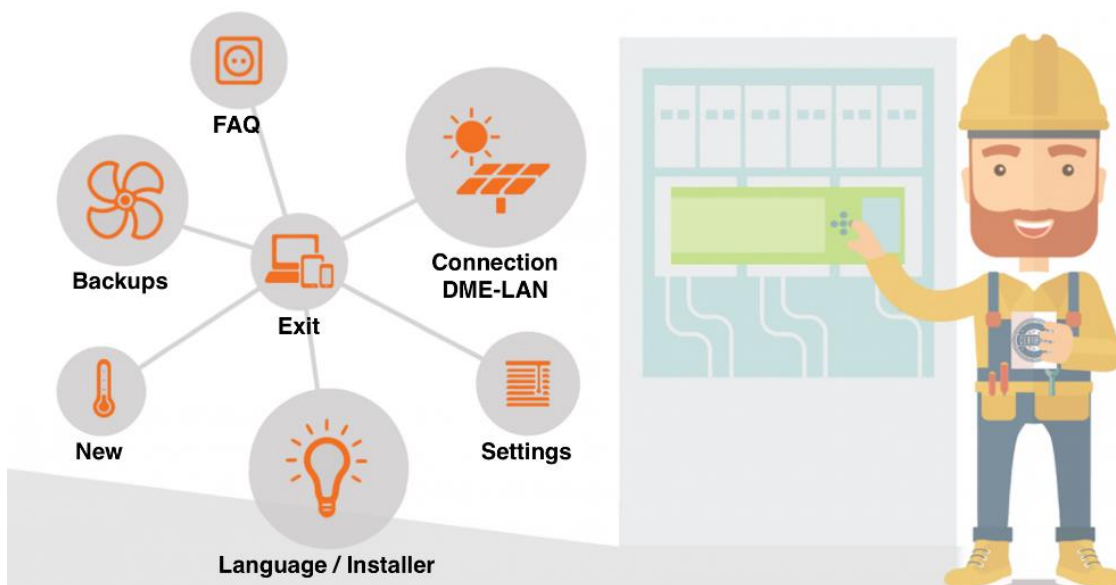 FAQ
Backups
Connection
DME-LAN
Exit
New
Settings
Language / Installer